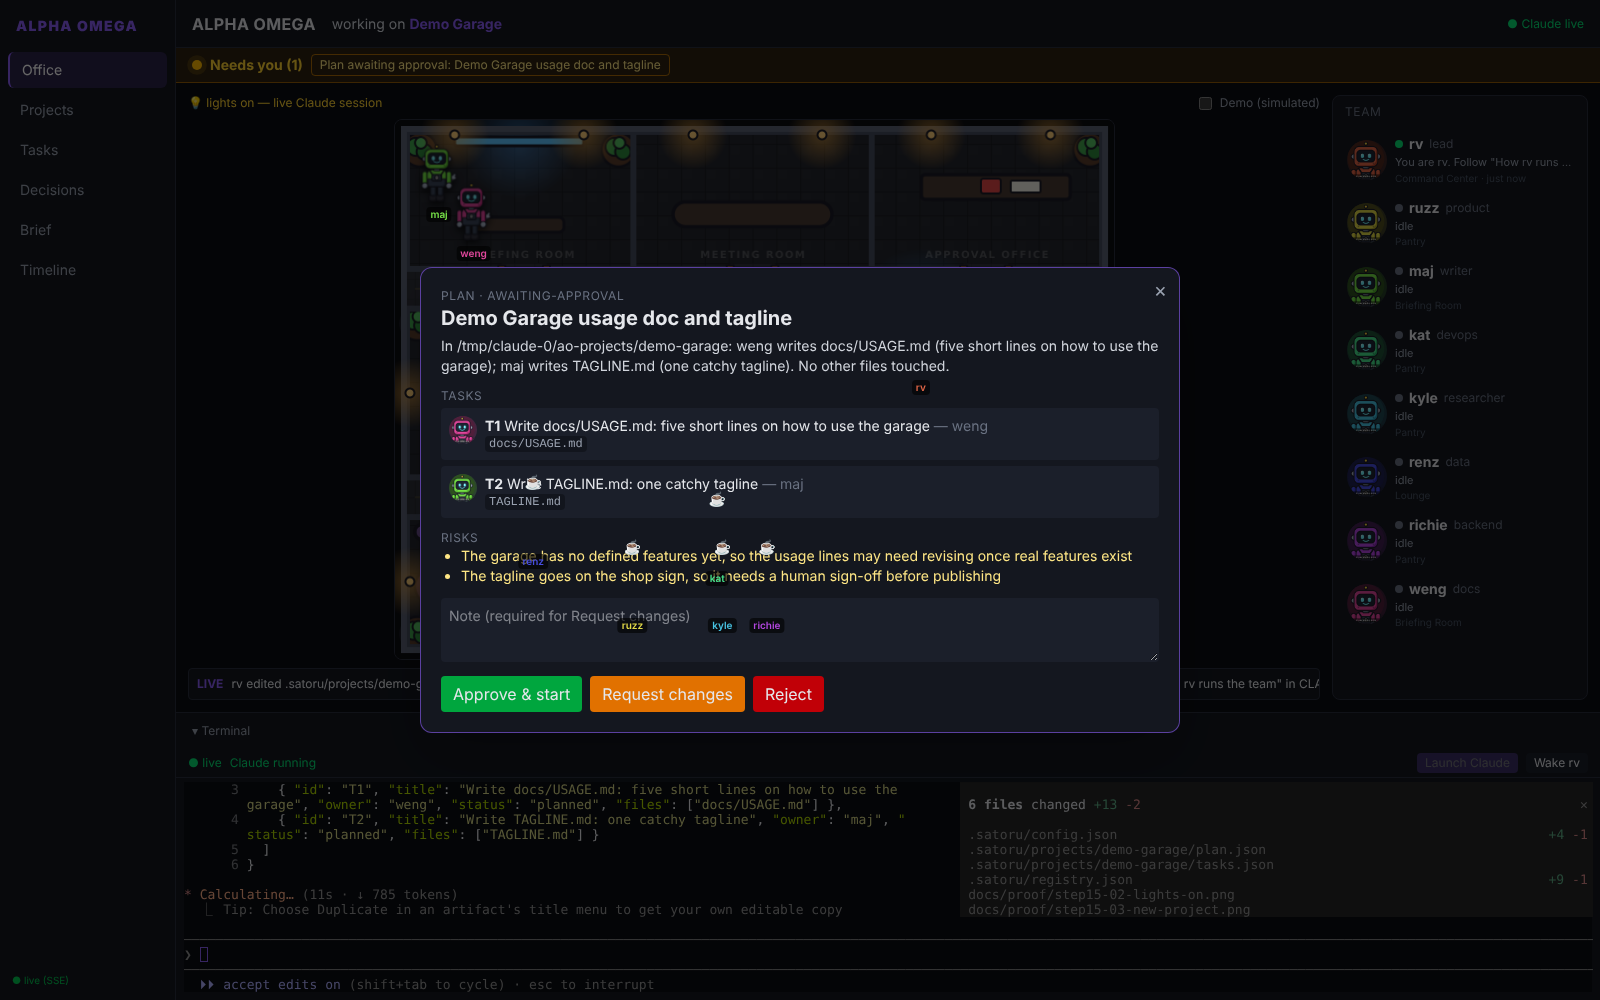 ALPHA OMEGA
Office
Projects
Tasks
Decisions
Brief
Timeline
live (SSE)
ALPHA OMEGA working on Demo Garage
Claude live
Needs you (1) Plan awaiting approval: Demo Garage usage doc and tagline
lights on — live Claude session
Demo (simulated)
maj
weng
EFING ROOM
MEETING ROOM
APPROVAL OFFICE
TEAM
rv lead
You are rv. Follow "How rv runs ...
Command Center · just now
ruzz product
idle
Pantry
maj writer
idle
Briefing Room
kat devops
idle
Pantry
kyle researcher
idle
Pantry
renz data
idle
Lounge
richie backend
idle
Pantry
weng docs
idle
Briefing Room
PLAN · AWAITING-APPROVAL
×
Demo Garage usage doc and tagline
In /tmp/claude-0/ao-projects/demo-garage: weng writes docs/USAGE.md (five short lines on how to use the
garage); maj writes TAGLINE.md (one catchy tagline). No other files touched.
rv
TASKS
T1 Write docs/USAGE.md: five short lines on how to use the garage — weng
docs/USAGE.md
T2 Wr TAGLINE.md: one catchy tagline — maj
TAGLINE.md
RISKS
The garage has no defined features yet, so the usage lines may need revising once real features exist
renz
The tagline goes on the shop sign, so needs a human sign-off before publishing
kat
Note (required for Request changes)
ruzz
kyle
richie
Approve & start
Request changes
Reject
LIVE rv edited .satoru/projects/demo-g
rv runs the team" in CLA
▾ Terminal
live Claude running
Launch Claude
Wake rv
3 { "id": "T1", "title": "Write docs/USAGE.md: five short lines on how to use the
garage", "owner": "weng", "status": "planned", "files": ["docs/USAGE.md"] },
4 { "id": "T2", "title": "Write TAGLINE.md: one catchy tagline", "owner": "maj", "
status": "planned", "files": ["TAGLINE.md"] }
5 ]
6 }
* Calculating… (11s · ↓ 785 tokens)
Tip: Choose Duplicate in an artifact's title menu to get your own editable copy
6 files changed +13 -2 ×
.satoru/config.json +4 -1
.satoru/projects/demo-garage/plan.json
.satoru/projects/demo-garage/tasks.json
.satoru/registry.json +9 -1
docs/proof/step15-02-lights-on.png
docs/proof/step15-03-new-project.png
❯
⏵⏵ accept edits on (shift+tab to cycle) · esc to interrupt